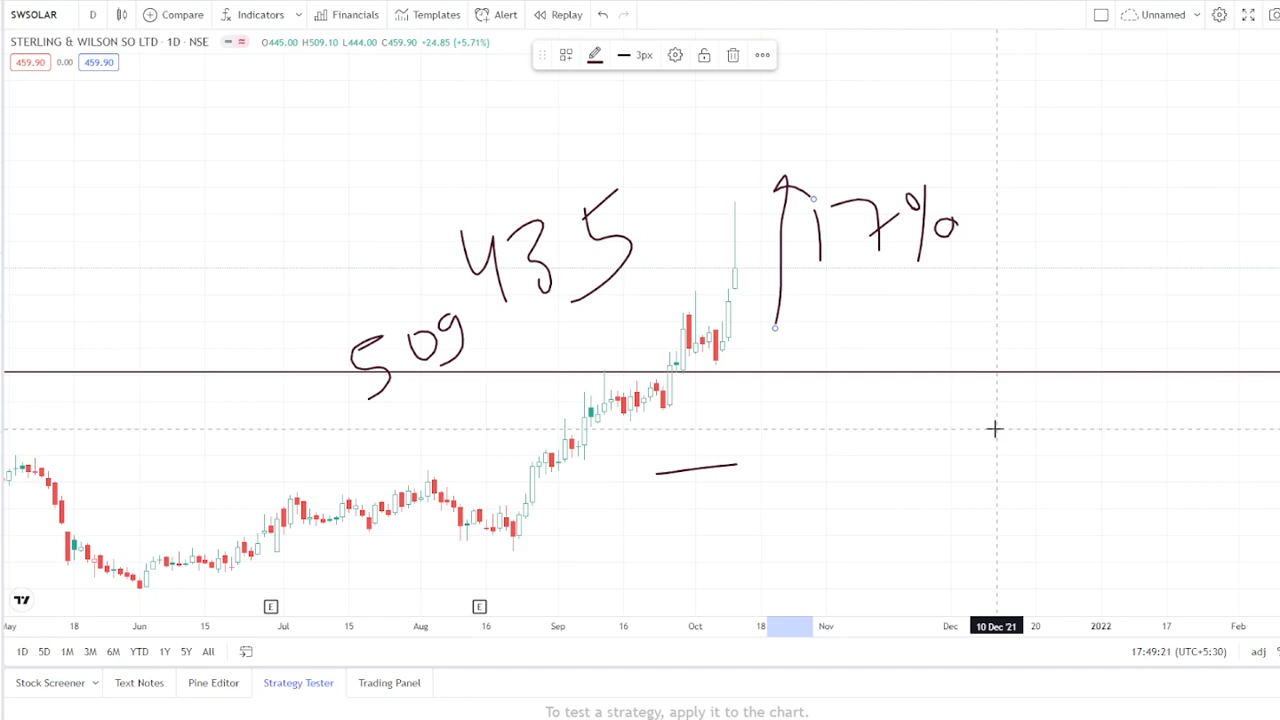 SWSOLAR D Compare Indicators Financials Templates Alert Replay Unnamed
STERLING & WILSON SO LTD · 1D · NSE O445.00 H509.10 L444.00 C459.90 +24.85 (+5.71%)
459.90 0.00 459.90
3px
17%
435
509
E E
May 18 Jun 15 Jul 15 Aug 16 Sep 16 Oct 18 Nov Dec 10 Dec '21 20 2022 17 Feb
1D 5D 1M 3M 6M YTD 1Y 5Y All 17:49:21 (UTC+5:30) adj %
Stock Screener Text Notes Pine Editor Strategy Tester Trading Panel
To test a strategy, apply it to the chart.